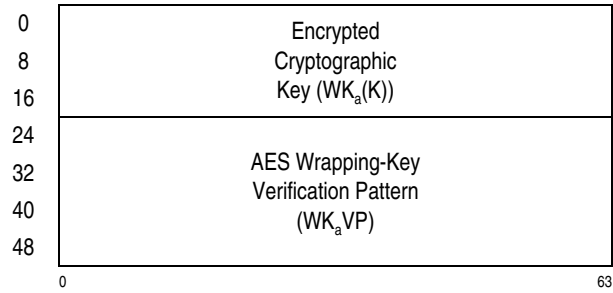 0
8
16
24
32
40
48
Encrypted
Cryptographic
Key (WKa(K))
AES Wrapping-Key
Verification Pattern
(WKaVP)
0 63